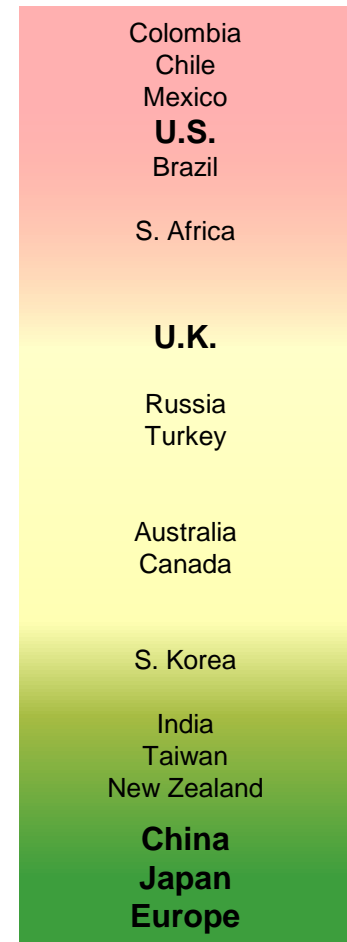 Colombia
Chile
Mexico
U.S.
Brazil
S. Africa
U.K.
Russia
Turkey
Australia
Canada
S. Korea
India
Taiwan
New Zealand
China
Japan
Europe